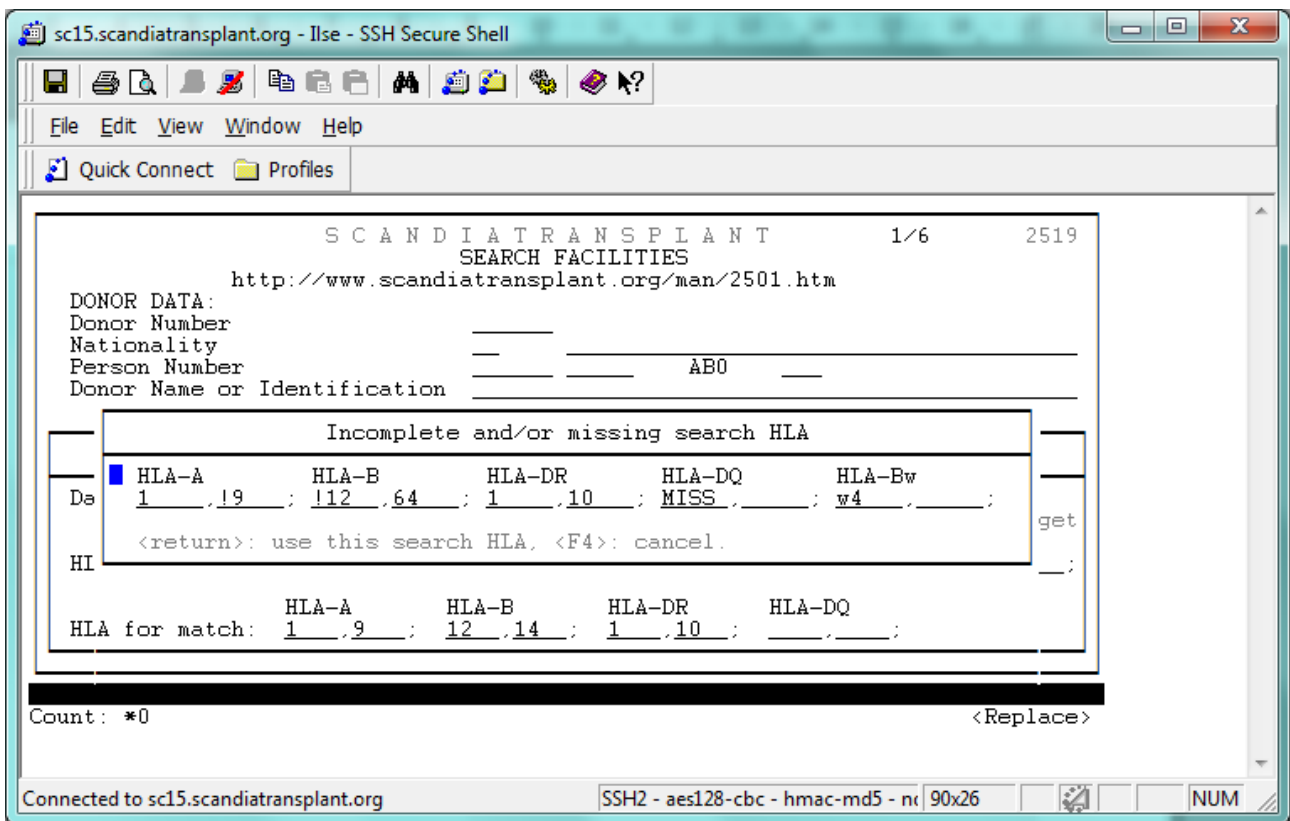 sc15.scandiatransplant.org - Ilse - SSH Secure Shell
File Edit View Window Help
Quick Connect Profiles
S C A N D I A T R A N S P L A N T 1/6 2519
SEARCH FACILITIES
http://www.scandiatransplant.org/man/2501.htm
DONOR DATA:
Donor Number
Nationality
Person Number AB0
Donor Name or Identification
Incomplete and/or missing search HLA
HLA-A HLA-B HLA-DR HLA-DQ HLA-Bw
Da 1 ,!9 ; !12 ,64 ; 1 ,10 ; MISS , ; w4 , ;
get
<return>: use this search HLA, <F4>: cancel.
HI ;
HLA-A HLA-B HLA-DR HLA-DQ
HLA for match: 1 ,9 ; 12 ,14 ; 1 ,10 ; , ;
Count: *0 <Replace>
Connected to sc15.scandiatransplant.org SSH2 - aes128-cbc - hmac-md5 - nc 90x26 NUM